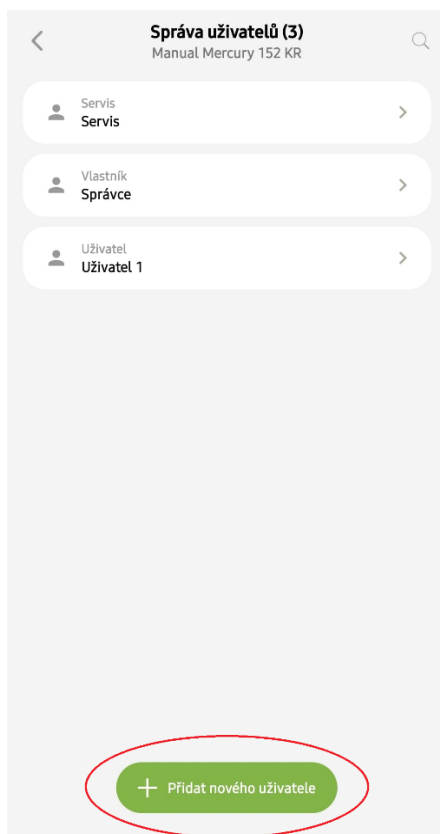 Správa uživatelů (3)
Manual Mercury 152 KR
Servis
Servis
Vlastník
Správce
Uživatel
Uživatel 1
Přidat nového uživatele